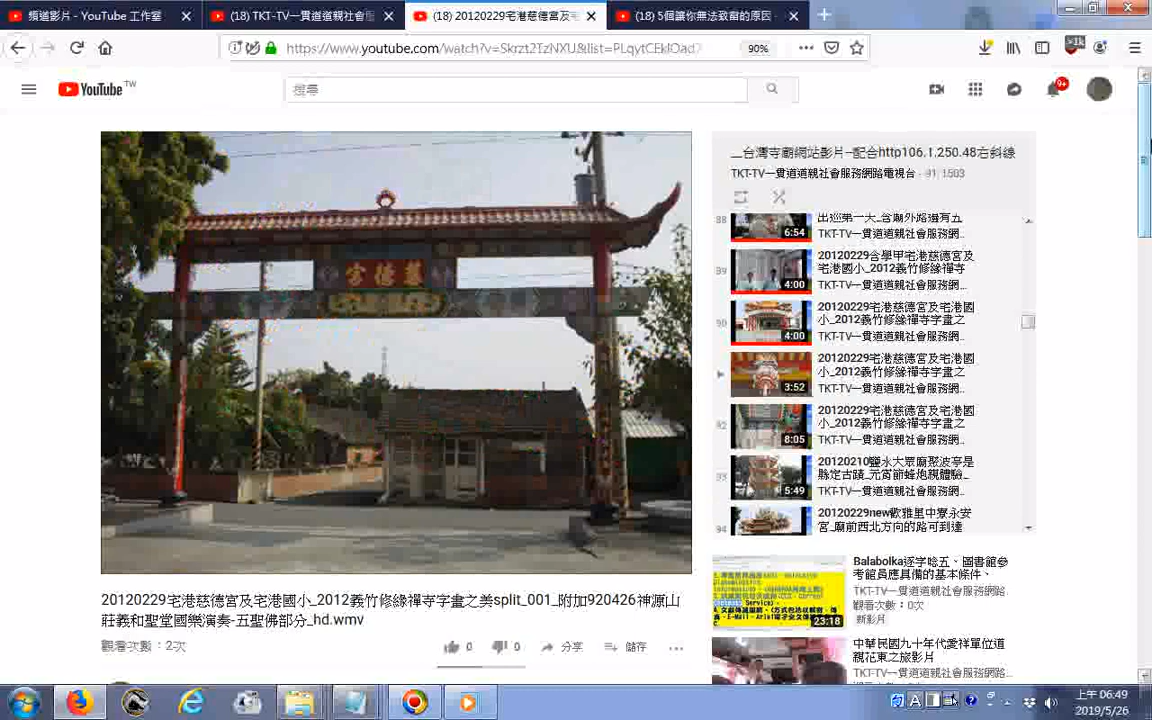 頻道影片 - YouTube 工作室
(18) TKT-TV一貫道道親社會
(18) 20120229宅港慈德宮及宅
(18) 5個讓你無法致富的原因 -
90%
YouTube TW
搜尋
9+
慈德宮
20120229宅港慈德宮及宅港國小_2012義竹修緣禪寺字畫之美split_001_附加920426神源山
莊義和聖堂國樂演奏-五聖佛部分_hd.wmv
觀看次數：2次
0
0
分享
儲存
__台灣寺廟網站影片--配合http106.1.250.48右斜線
TKT-TV一貫道道親社會服務網路電視台 - 91/1503
88
出巡第一天_含廟外路邊有五
TKT-TV一貫道道親社會服務網...
6:54
89
20120229含學甲宅港慈德宮及
宅港國小_2012義竹修緣禪寺
TKT-TV一貫道道親社會服務網...
4:00
90
20120229宅港慈德宮及宅港國
小_2012義竹修緣禪寺字畫之
TKT-TV一貫道道親社會服務網...
4:00
20120229宅港慈德宮及宅港國
小_2012義竹修緣禪寺字畫之
TKT-TV一貫道道親社會服務網...
3:52
92
20120229宅港慈德宮及宅港國
小_2012義竹修緣禪寺字畫之
TKT-TV一貫道道親社會服務網...
8:05
93
20120210鹽水大眾廟聚波亭是
縣定古蹟_元宵節蜂炮親體驗_
TKT-TV一貫道道親社會服務網...
5:49
94
20120229new歡雅里中寮永安
宮_廟前西北方向的路可到達
Balabolka逐字唸五、圖書館參
考館員應具備的基本條件、
TKT-TV一貫道道親社會服務網路...
觀看次數：0次
新影片
23:18
中華民國九十年代愛祥單位道
親花東之旅影片
TKT-TV一貫道道親社會服務網路...
上午 06:49
2019/5/26